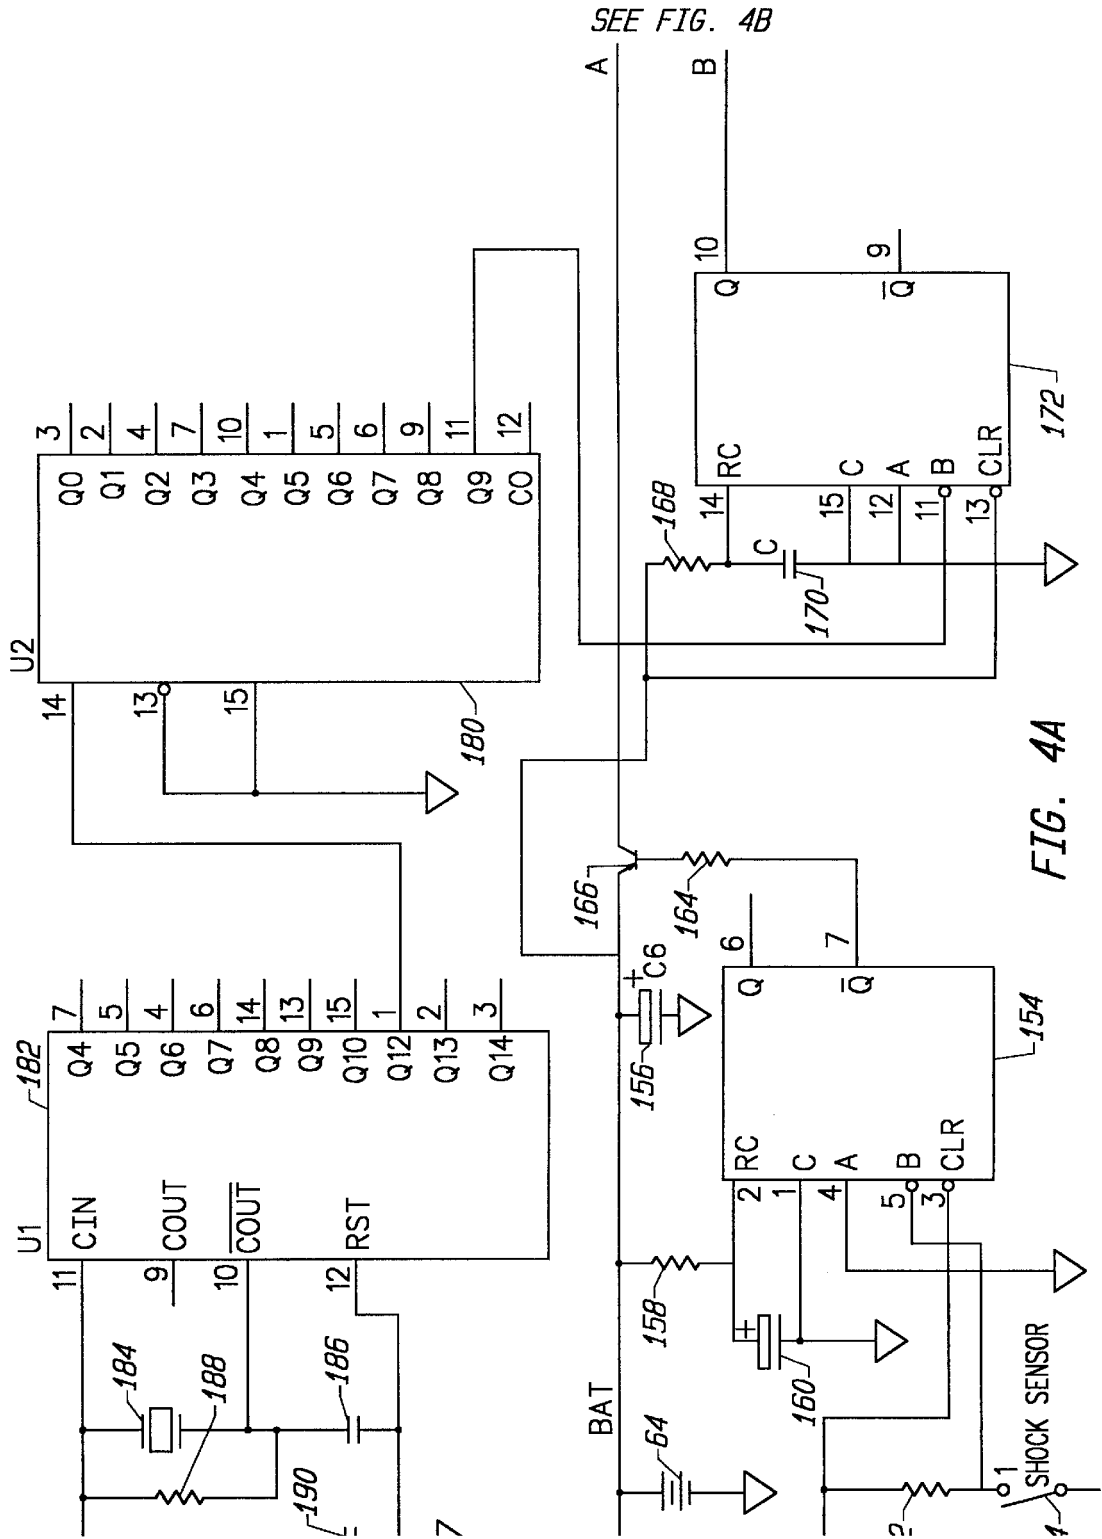 SEE FIG. 4B
A
B
U1
182
11
CIN
9
COUT
10
COUT
12
RST
Q4
7
Q5
5
Q6
4
Q7
6
Q8
14
Q9
13
Q10
15
Q12
1
Q13
2
Q14
3
184
188
186
190
7
U2
14
13
15
180
Q0
3
Q1
2
Q2
4
Q3
7
Q4
10
Q5
1
Q6
5
Q7
6
Q8
9
Q9
11
CO
12
BAT
64
158
160
+
156
+
C6
166
164
2
RC
1
C
4
A
5
B
3
CLR
Q
6
Q
7
154
168
C
170
14
RC
15
C
12
A
11
B
13
CLR
Q
10
Q
9
172
1
SHOCK SENSOR
2
4
FIG. 4A